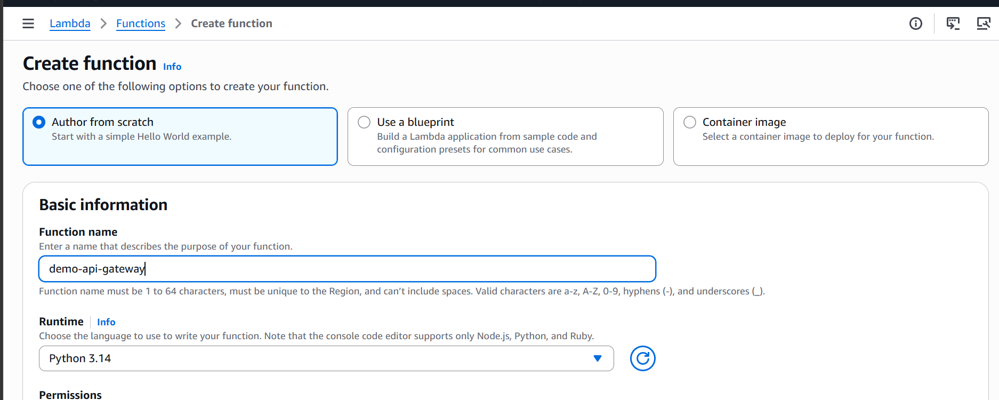 Lambda > Functions > Create function
Create function Info
Choose one of the following options to create your function.
Author from scratch
Start with a simple Hello World example.
Use a blueprint
Build a Lambda application from sample code and
configuration presets for common use cases.
Container image
Select a container image to deploy for your function.
Basic information
Function name
Enter a name that describes the purpose of your function.
demo-api-gateway
Function name must be 1 to 64 characters, must be unique to the Region, and can’t include spaces. Valid characters are a-z, A-Z, 0-9, hyphens (-), and underscores (_).
Runtime Info
Choose the language to use to write your function. Note that the console code editor supports only Node.js, Python, and Ruby.
Python 3.14
Permissions